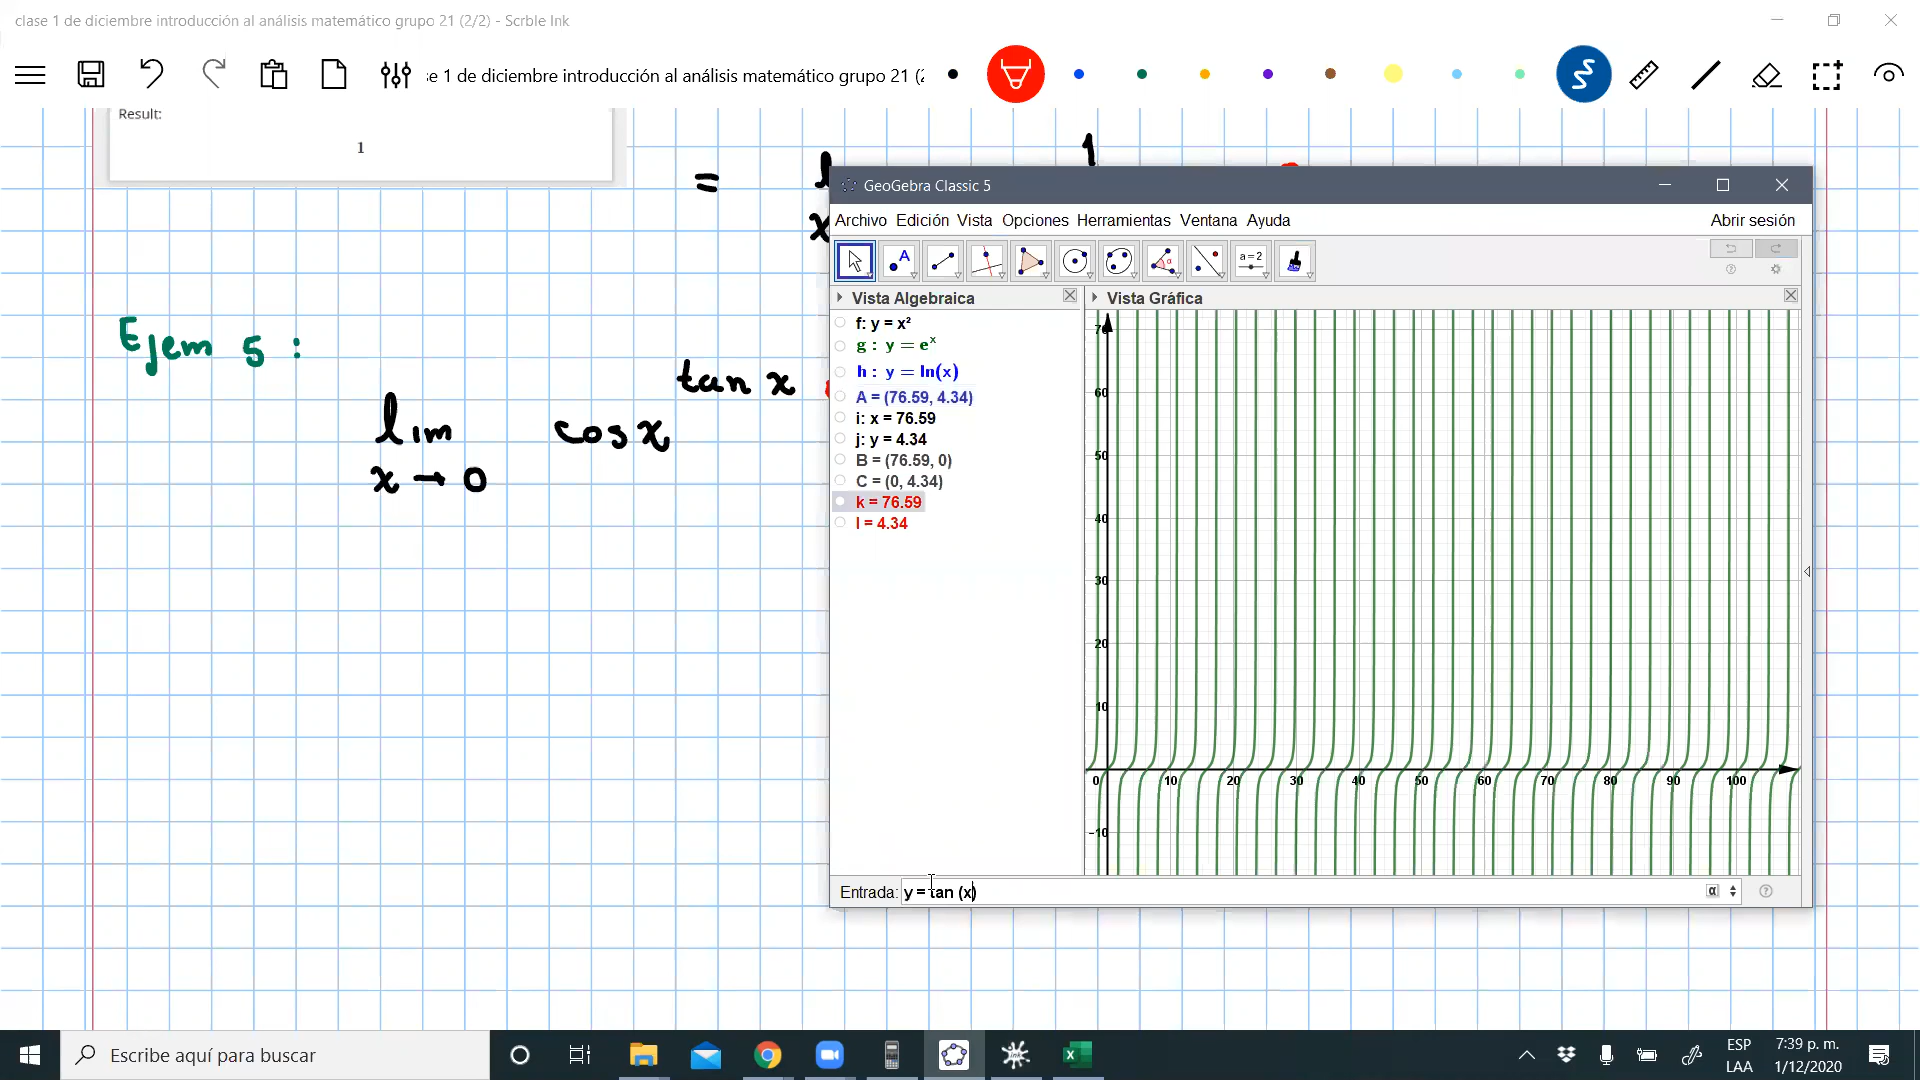 clase 1 de diciembre introducción al análisis matemático grupo 21 (2/2) - Scrble Ink
se 1 de diciembre introducción al análisis matemático grupo 21 (2
Result:
1
=
l
1
x
Ejem 5 :
lim
x → 0
cos x
tan x
GeoGebra Classic 5
Archivo Edición Vista Opciones Herramientas Ventana Ayuda
Abrir sesión
A
α
a = 2
Vista Algebraica
Vista Gráfica
f: y = x²
g : y = eˣ
h : y = ln(x)
A = (76.59, 4.34)
i: x = 76.59
j: y = 4.34
B = (76.59, 0)
C = (0, 4.34)
k = 76.59
l = 4.34
70
60
50
40
30
20
10
0 10 20 30 40 50 60 70 80 90 100
-10
Entrada: y = tan (x)
α
Escribe aquí para buscar
Ink
ESP
LAA
7:39 p. m.
1/12/2020